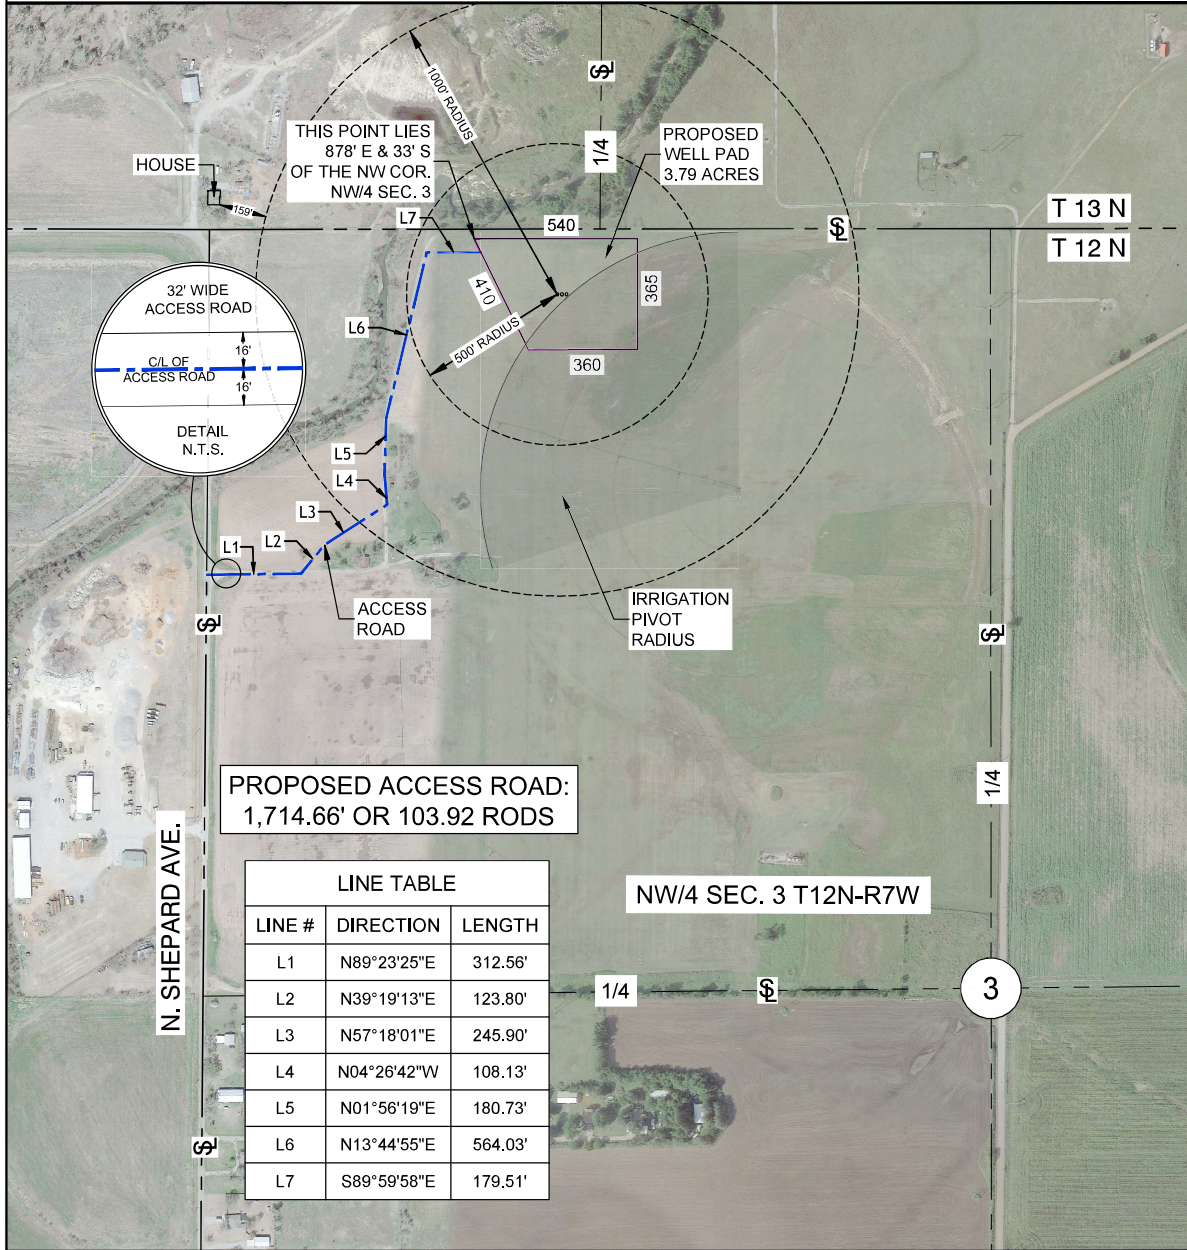 1000' RADIUS
THIS POINT LIES
878' E & 33' S
OF THE NW COR.
NW/4 SEC. 3
PROPOSED
WELL PAD
3.79 ACRES
1/4
HOUSE
159'
L7
540
T 13 N
T 12 N
410
365
500' RADIUS
360
L6
32' WIDE
ACCESS ROAD
16'
C/L OF
ACCESS ROAD
16'
DETAIL
N.T.S.
L5
L4
L3
L2
L1
ACCESS
ROAD
IRRIGATION
PIVOT
RADIUS
1/4
PROPOSED ACCESS ROAD:
1,714.66' OR 103.92 RODS
N. SHEPARD AVE.
NW/4 SEC. 3 T12N-R7W
1/4
3
LINE TABLE
LINE # DIRECTION LENGTH
L1 N89°23'25"E 312.56'
L2 N39°19'13"E 123.80'
L3 N57°18'01"E 245.90'
L4 N04°26'42"W 108.13'
L5 N01°56'19"E 180.73'
L6 N13°44'55"E 564.03'
L7 S89°59'58"E 179.51'